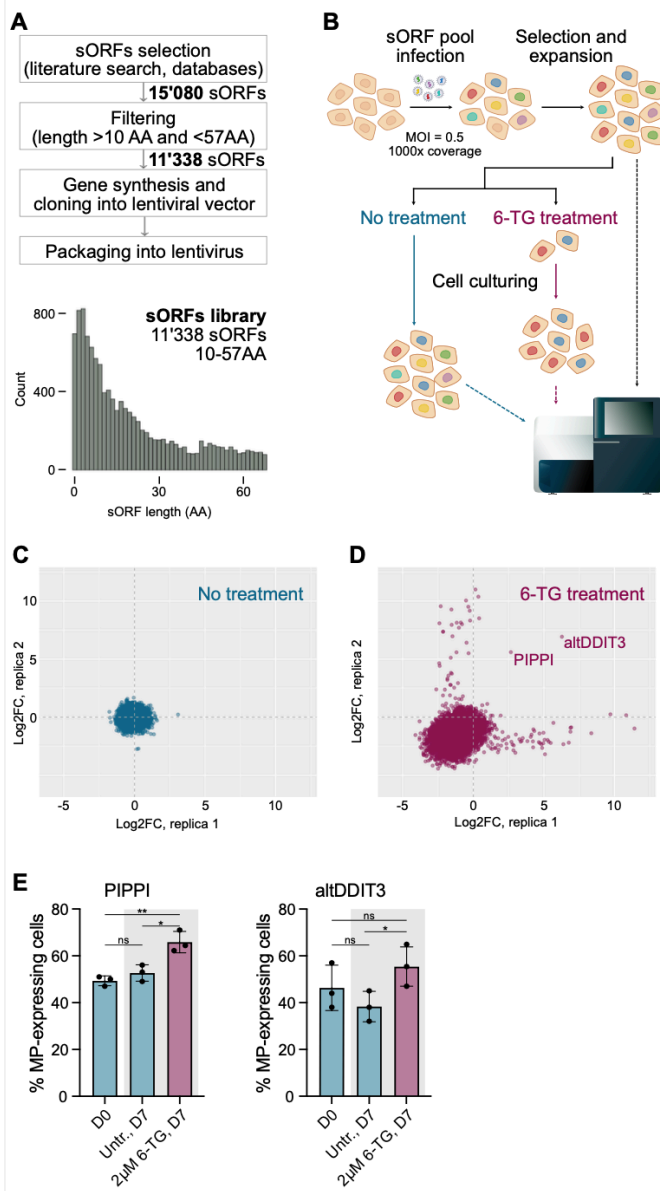 A
sORFs selection
(literature search, databases)
15'080 sORFs
Filtering
(length >10 AA and <57AA)
11'338 sORFs
Gene synthesis and
cloning into lentiviral vector
Packaging into lentivirus
sORFs library
11'338 sORFs
10-57AA
Count
800
400
0
0
30
60
sORF length (AA)
B
sORF pool
infection
Selection and
expansion
MOI = 0.5
1000x coverage
No treatment
6-TG treatment
Cell culturing
C
No treatment
Log2FC, replica 2
10
5
0
-5
0
5
10
Log2FC, replica 1
D
6-TG treatment
altDDIT3
PIPPI
Log2FC, replica 2
10
5
0
-5
0
5
10
Log2FC, replica 1
E
PIPPI
% MP-expressing cells
80
60
40
20
0
**
*
ns
D0
Untr., D7
2µM 6-TG, D7
altDDIT3
% MP-expressing cells
80
60
40
20
0
ns
*
ns
D0
Untr., D7
2µM 6-TG, D7